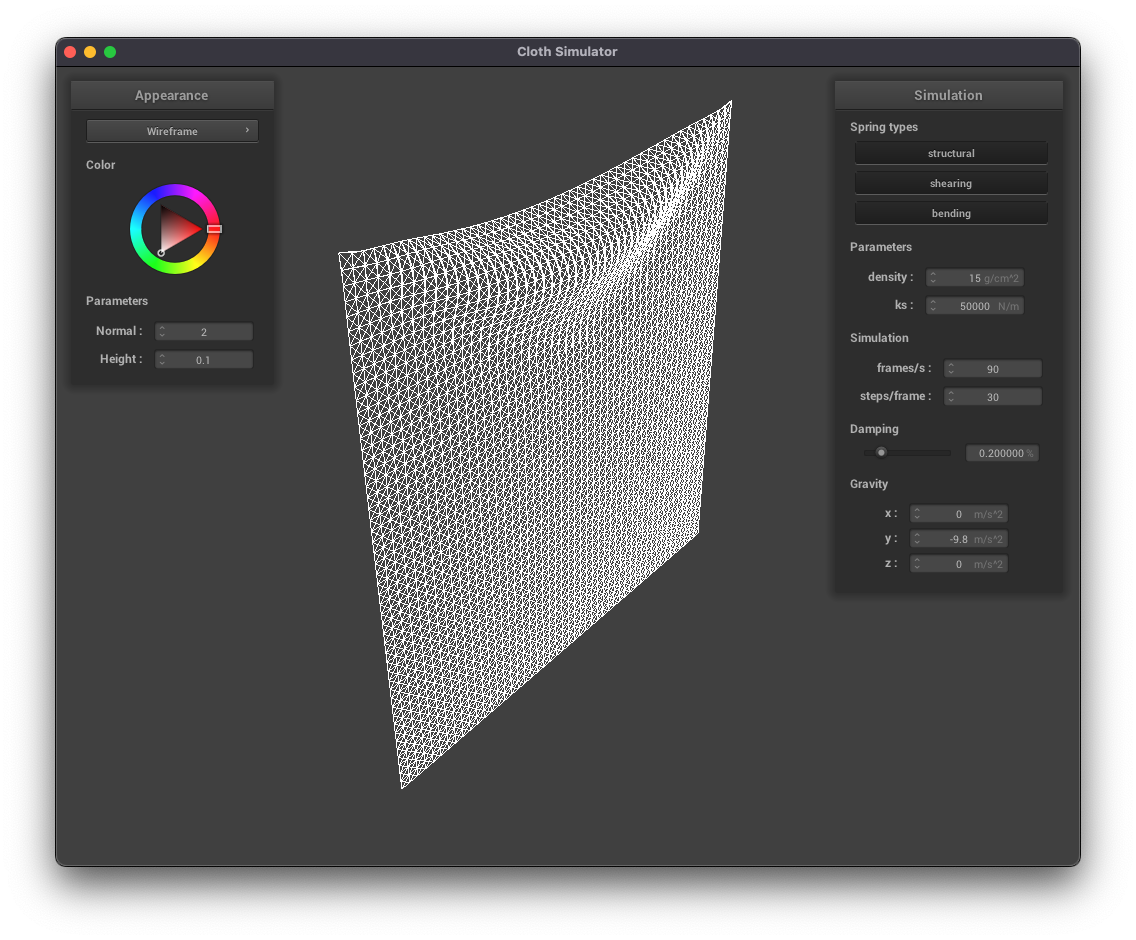 Cloth Simulator
Appearance
Wireframe
Color
Parameters
Normal : 2
Height : 0.1
Simulation
Spring types
structural
shearing
bending
Parameters
density : 15 g/cm^2
ks : 50000 N/m
Simulation
frames/s : 90
steps/frame : 30
Damping
0.200000 %
Gravity
x : 0 m/s^2
y : -9.8 m/s^2
z : 0 m/s^2